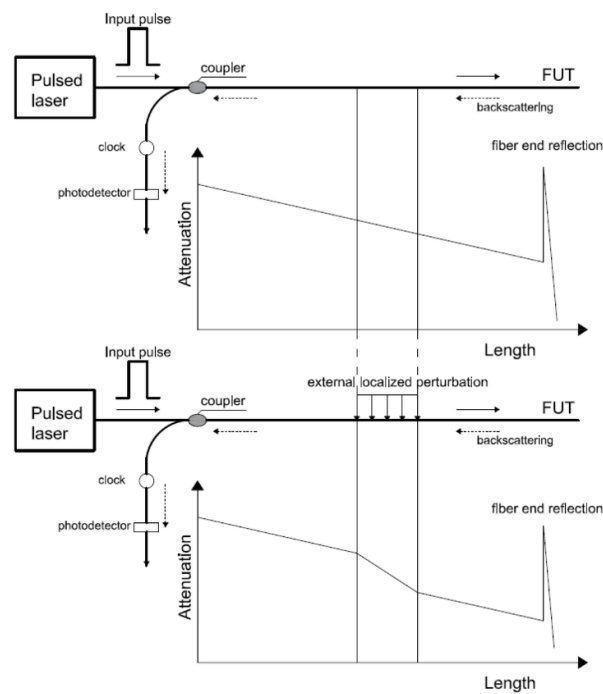 Input pulse
Pulsed
laser
coupler
FUT
backscattering
clock
photodetector
fiber end reflection
Attenuation
Length
Input pulse
external localized perturbation
Pulsed
laser
coupler
FUT
backscattering
clock
photodetector
fiber end reflection
Attenuation
Length